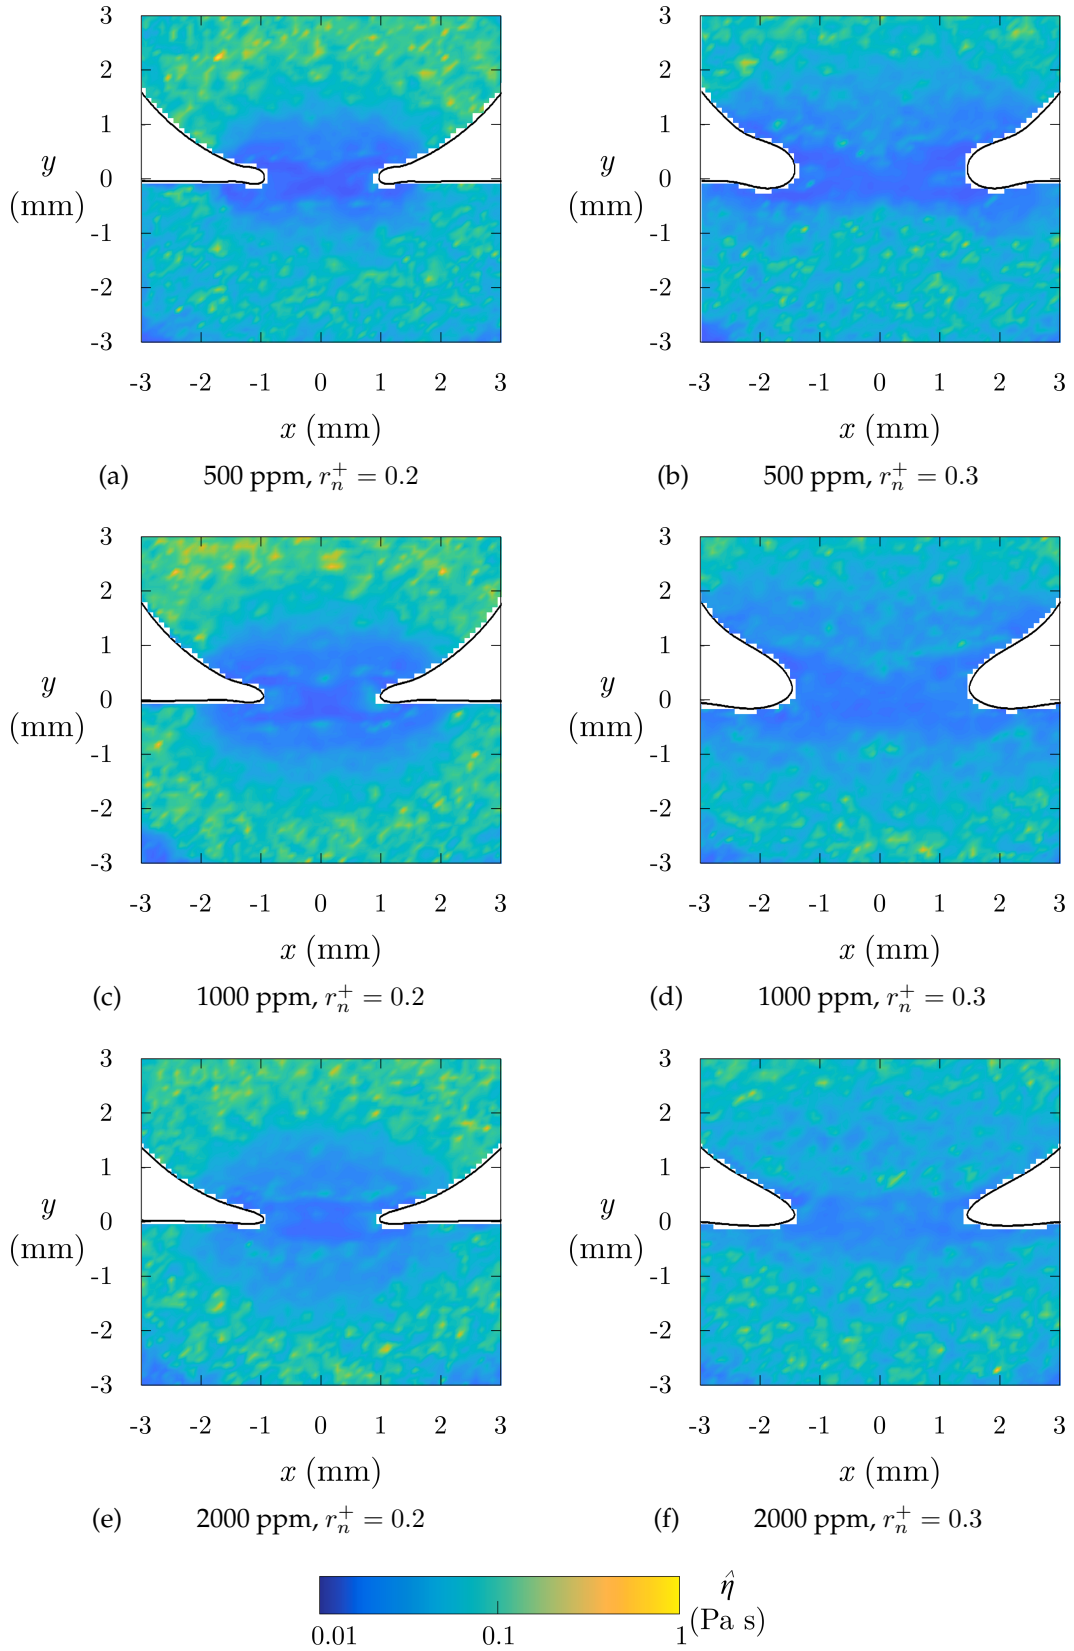 3 3
2 2
1 1
y y
0 0
(mm) (mm)
-1 -1
-2 -2
-3 -3
-3 -2 -1 0 1 2 3 -3 -2 -1 0 1 2 3
x (mm) x (mm)
(a) 500 ppm, r_n^+ = 0.2 (b) 500 ppm, r_n^+ = 0.3
3 3
2 2
1 1
y y
0 0
(mm) (mm)
-1 -1
-2 -2
-3 -3
-3 -2 -1 0 1 2 3 -3 -2 -1 0 1 2 3
x (mm) x (mm)
(c) 1000 ppm, r_n^+ = 0.2 (d) 1000 ppm, r_n^+ = 0.3
3 3
2 2
1 1
y y
0 0
(mm) (mm)
-1 -1
-2 -2
-3 -3
-3 -2 -1 0 1 2 3 -3 -2 -1 0 1 2 3
x (mm) x (mm)
(e) 2000 ppm, r_n^+ = 0.2 (f) 2000 ppm, r_n^+ = 0.3
η̂
(Pa s)
0.01 0.1 1